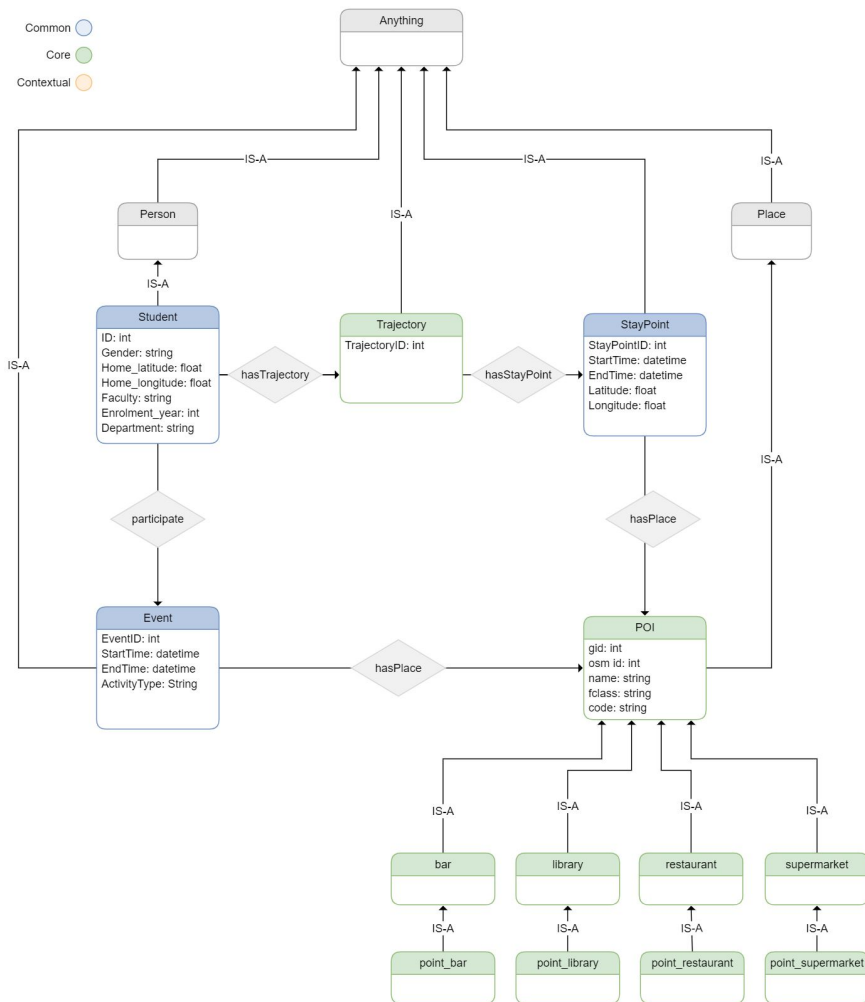 Anything
Common
Core
Contextual
IS-A
IS-A
IS-A
IS-A
Person
Place
IS-A
Student
ID: int
Gender: string
Home_latitude: float
Home_longitude: float
Faculty: string
Enrolment_year: int
Department: string
hasTrajectory
Trajectory
TrajectoryID: int
hasStayPoint
StayPoint
StayPointID: int
StartTime: datetime
EndTime: datetime
Latitude: float
Longitude: float
IS-A
IS-A
participate
hasPlace
Event
EventID: int
StartTime: datetime
EndTime: datetime
ActivityType: String
hasPlace
POI
gid: int
osm id: int
name: string
fclass: string
code: string
IS-A
IS-A
IS-A
IS-A
bar
library
restaurant
supermarket
IS-A
IS-A
IS-A
IS-A
point_bar
point_library
point_restaurant
point_supermarket